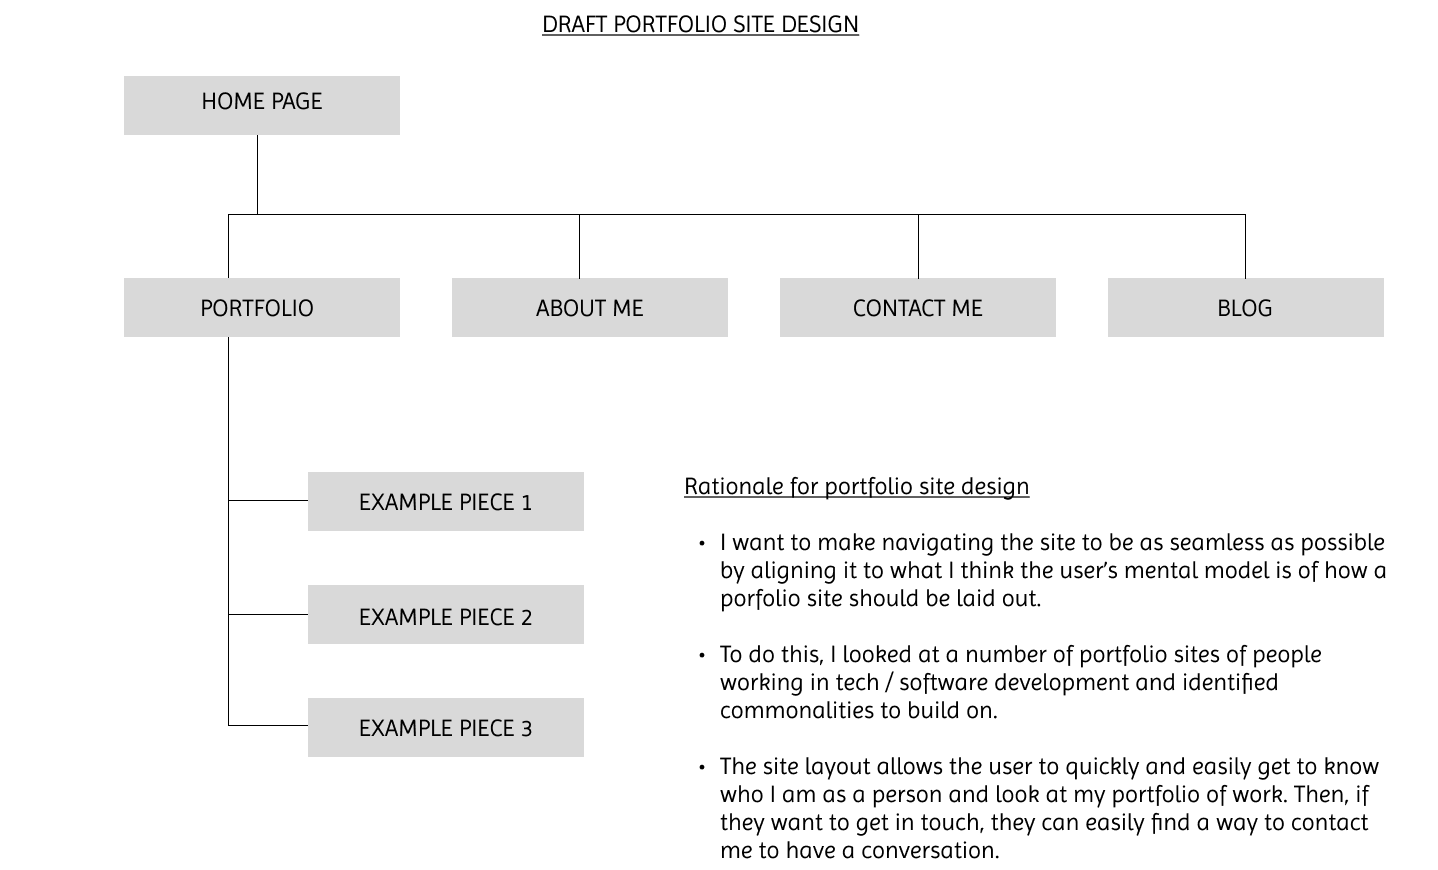 DRAFT PORTFOLIO SITE DESIGN
HOME PAGE
PORTFOLIO
ABOUT ME
CONTACT ME
BLOG
EXAMPLE PIECE 1
EXAMPLE PIECE 2
EXAMPLE PIECE 3
Rationale for portfolio site design
• I want to make navigating the site to be as seamless as possible
by aligning it to what I think the user's mental model is of how a
porfolio site should be laid out.
• To do this, I looked at a number of portfolio sites of people
working in tech / software development and identified
commonalities to build on.
• The site layout allows the user to quickly and easily get to know
who I am as a person and look at my portfolio of work. Then, if
they want to get in touch, they can easily find a way to contact
me to have a conversation.